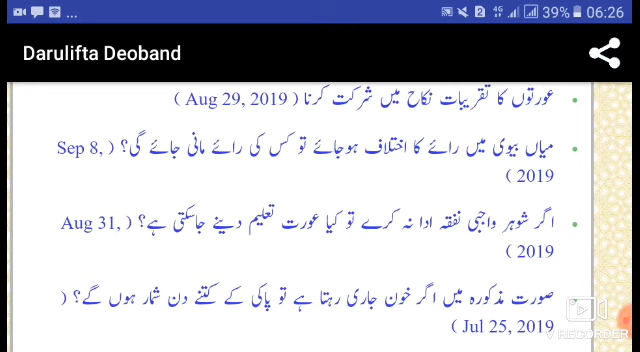 ... 4G 39% 06:26
Darulifta Deoband
عورتوں کا تقریبات نکاح میں شرکت کرنا ( Aug 29, 2019 )
میاں بیوی میں رائے کا اختلاف ہوجائے تو کس کی رائے مانی جائے گی؟ ( Sep 8,
2019 )
اگر شوہر واجبی نفقہ ادا نہ کرے تو کیا عورت تعلیم دینے جاسکتی ہے؟ ( Aug 31,
2019 )
صورت مذکورہ میں اگر خون جاری رہتا ہے تو پاکی کے کتنے دن شمار ہوں گے؟ (
Jul 25, 2019 )
V RECORDER